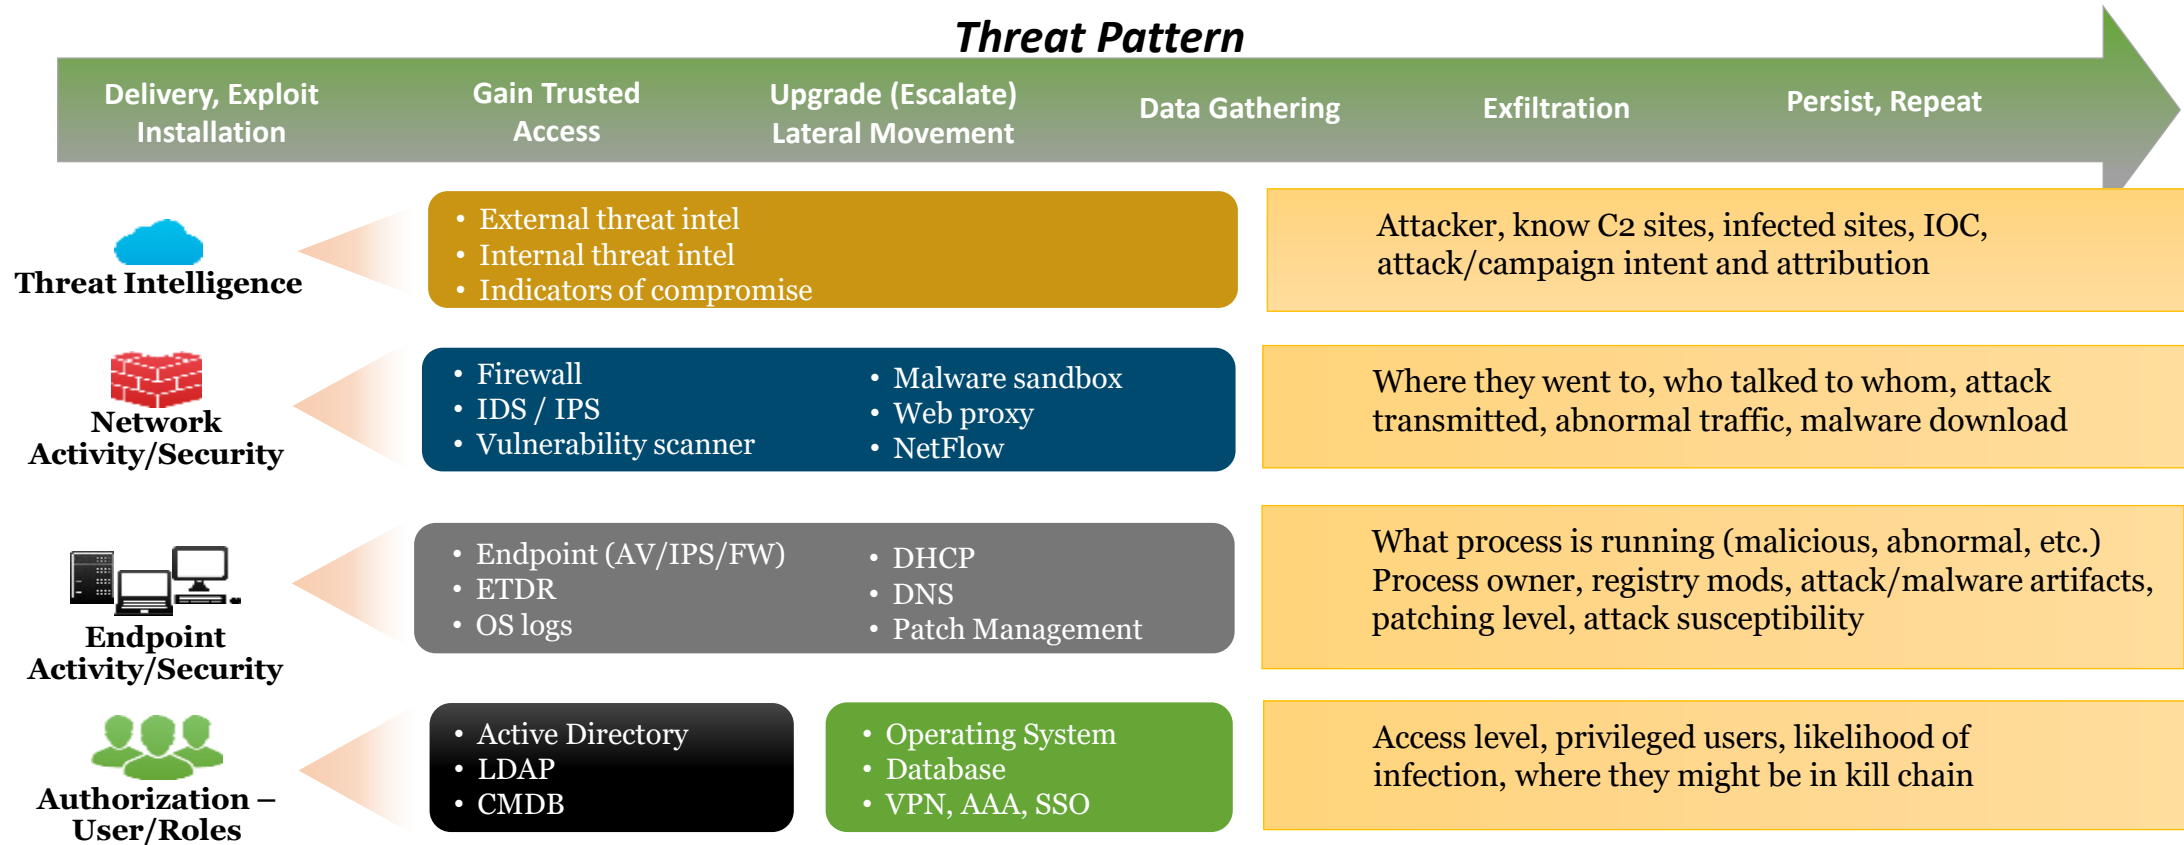 Threat Pattern
Delivery, Exploit
Installation
Gain Trusted
Access
Upgrade (Escalate)
Lateral Movement
Data Gathering
Exfiltration
Persist, Repeat
Threat Intelligence
• External threat intel
• Internal threat intel
• Indicators of compromise
Attacker, know C2 sites, infected sites, IOC,
attack/campaign intent and attribution
Network
Activity/Security
• Firewall
• IDS / IPS
• Vulnerability scanner
• Malware sandbox
• Web proxy
• NetFlow
Where they went to, who talked to whom, attack
transmitted, abnormal traffic, malware download
Endpoint
Activity/Security
• Endpoint (AV/IPS/FW)
• ETDR
• OS logs
• DHCP
• DNS
• Patch Management
What process is running (malicious, abnormal, etc.)
Process owner, registry mods, attack/malware artifacts,
patching level, attack susceptibility
Authorization –
User/Roles
• Active Directory
• LDAP
• CMDB
• Operating System
• Database
• VPN, AAA, SSO
Access level, privileged users, likelihood of
infection, where they might be in kill chain